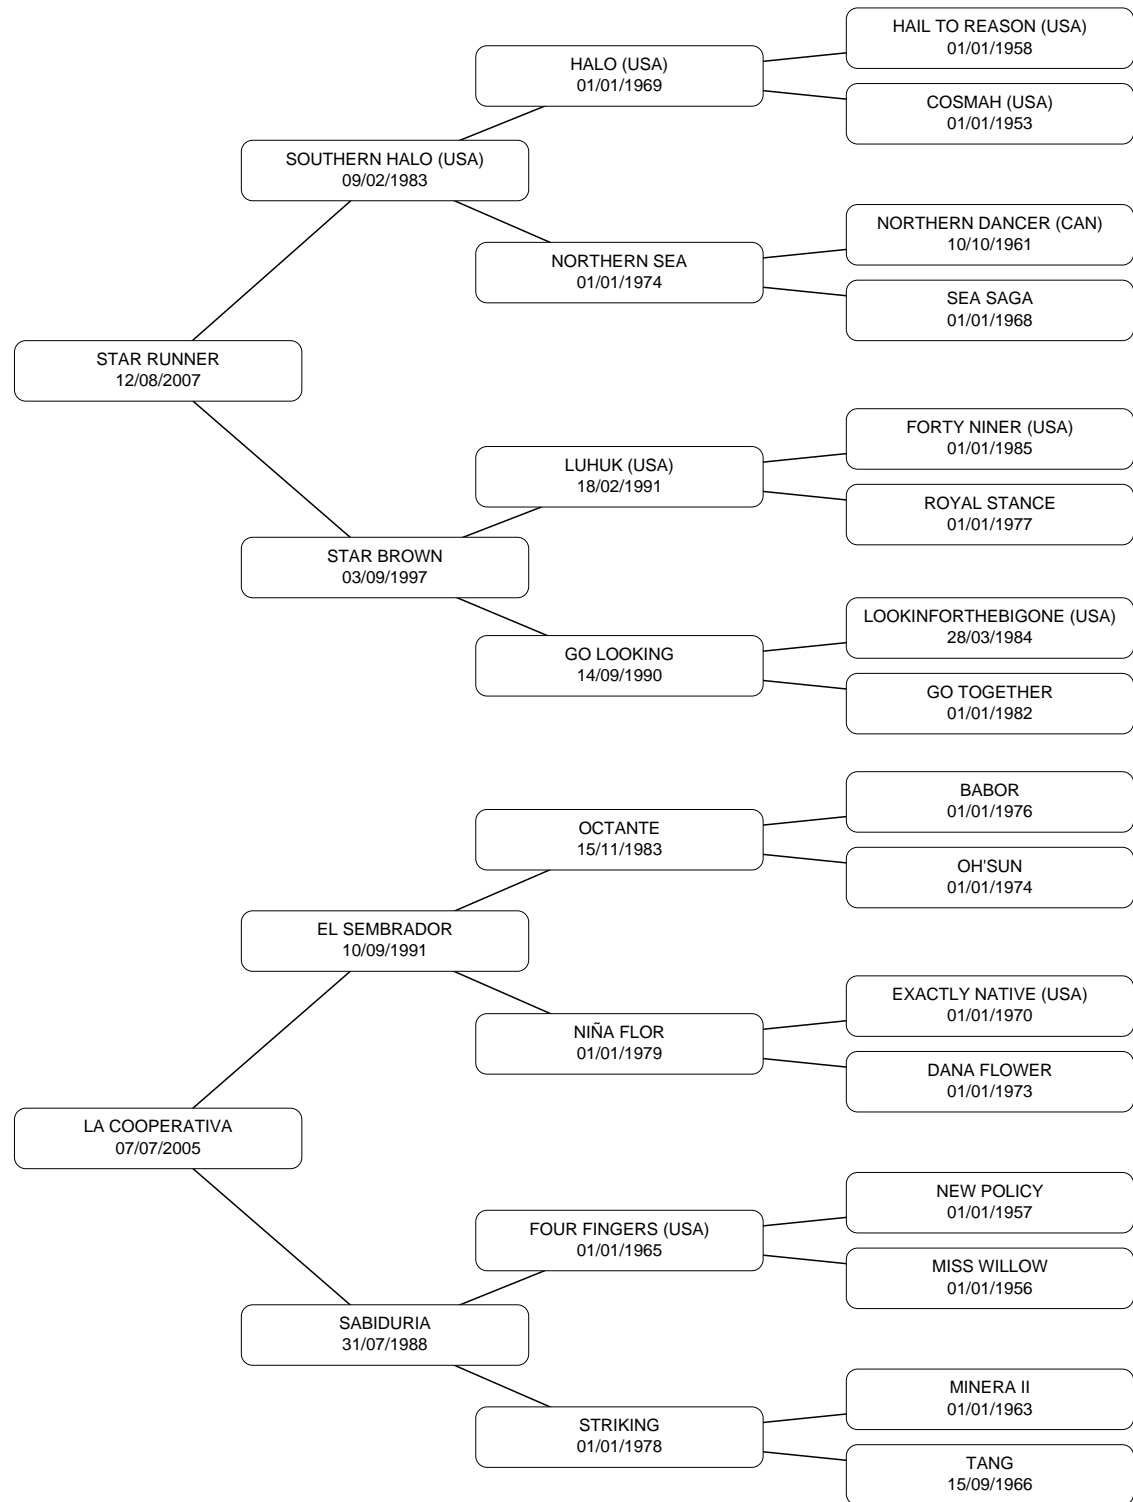 HAIL TO REASON (USA)
01/01/1958
HALO (USA)
01/01/1969
COSMAH (USA)
01/01/1953
SOUTHERN HALO (USA)
09/02/1983
NORTHERN DANCER (CAN)
10/10/1961
NORTHERN SEA
01/01/1974
SEA SAGA
01/01/1968
STAR RUNNER
12/08/2007
FORTY NINER (USA)
01/01/1985
LUHUK (USA)
18/02/1991
ROYAL STANCE
01/01/1977
STAR BROWN
03/09/1997
LOOKINFORTHEBIGONE (USA)
28/03/1984
GO LOOKING
14/09/1990
GO TOGETHER
01/01/1982
BABOR
01/01/1976
OCTANTE
15/11/1983
OH'SUN
01/01/1974
EL SEMBRADOR
10/09/1991
EXACTLY NATIVE (USA)
01/01/1970
NIÑA FLOR
01/01/1979
DANA FLOWER
01/01/1973
LA COOPERATIVA
07/07/2005
NEW POLICY
01/01/1957
FOUR FINGERS (USA)
01/01/1965
MISS WILLOW
01/01/1956
SABIDURIA
31/07/1988
MINERA II
01/01/1963
STRIKING
01/01/1978
TANG
15/09/1966